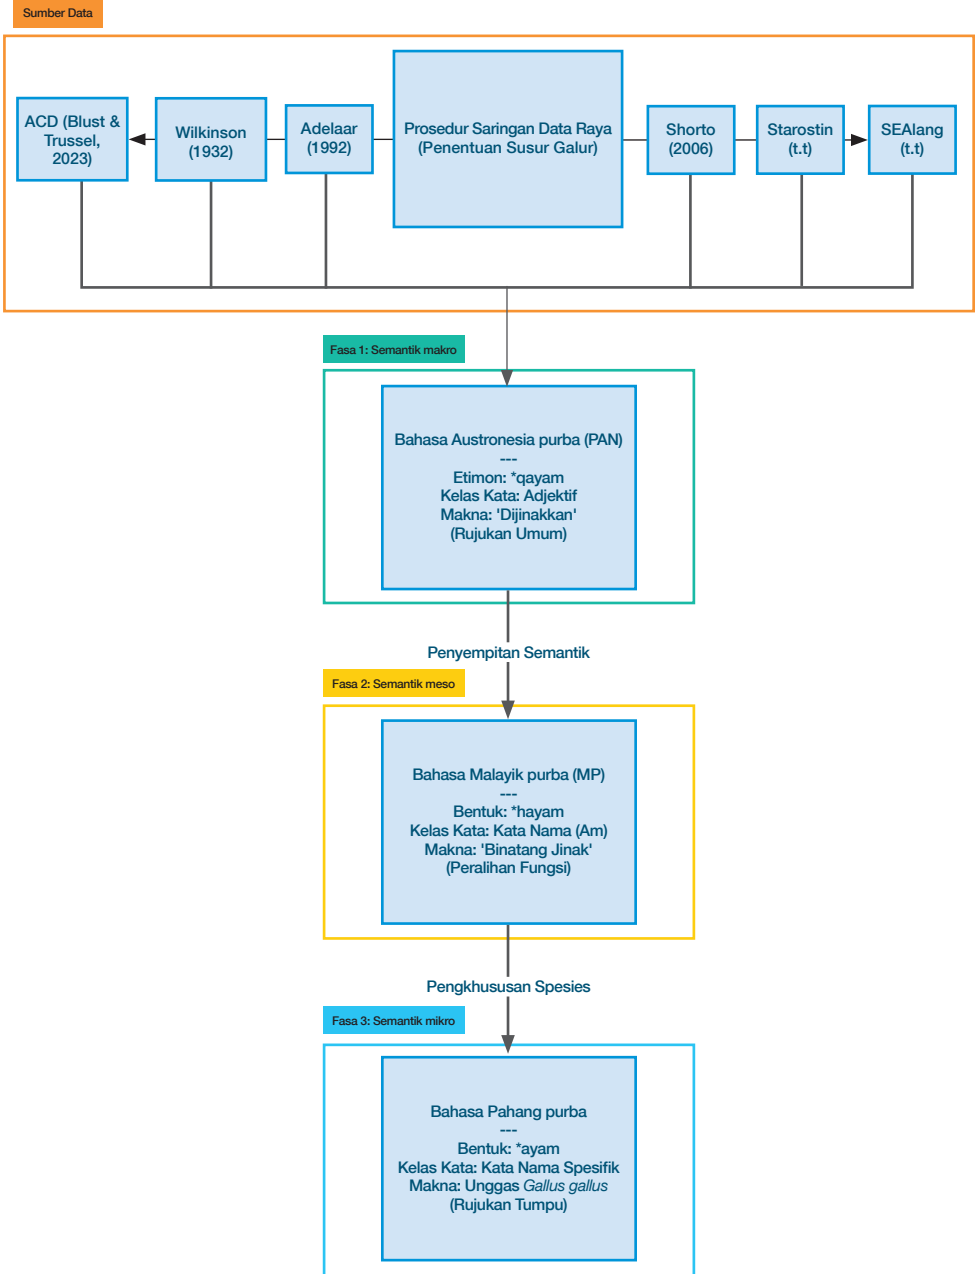 Sumber Data
ACD (Blust &
Trussel,
2023)
Wilkinson
(1932)
Adelaar
(1992)
Prosedur Saringan Data Raya
(Penentuan Susur Galur)
Shorto
(2006)
Starostin
(t.t)
SEAlang
(t.t)
Fasa 1: Semantik makro
Bahasa Austronesia purba (PAN)
---
Etimon: *qayam
Kelas Kata: Adjektif
Makna: 'Dijinakkan'
(Rujukan Umum)
Penyempitan Semantik
Fasa 2: Semantik meso
Bahasa Malayik purba (MP)
---
Bentuk: *hayam
Kelas Kata: Kata Nama (Am)
Makna: 'Binatang Jinak'
(Peralihan Fungsi)
Pengkhususan Spesies
Fasa 3: Semantik mikro
Bahasa Pahang purba
---
Bentuk: *ayam
Kelas Kata: Kata Nama Spesifik
Makna: Unggas Gallus gallus
(Rujukan Tumpu)